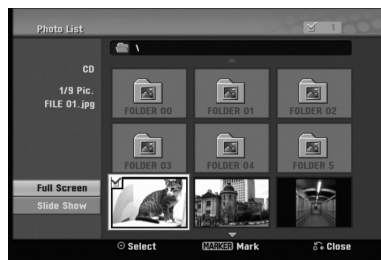 Photo List
1
\
CD
1/9 Pic.
FILE 01.jpg
FOLDER 00
FOLDER 01
FOLDER 02
FOLDER 03
FOLDER 04
FOLDER 5
Full Screen
Slide Show
Select
MARKER Mark
Close